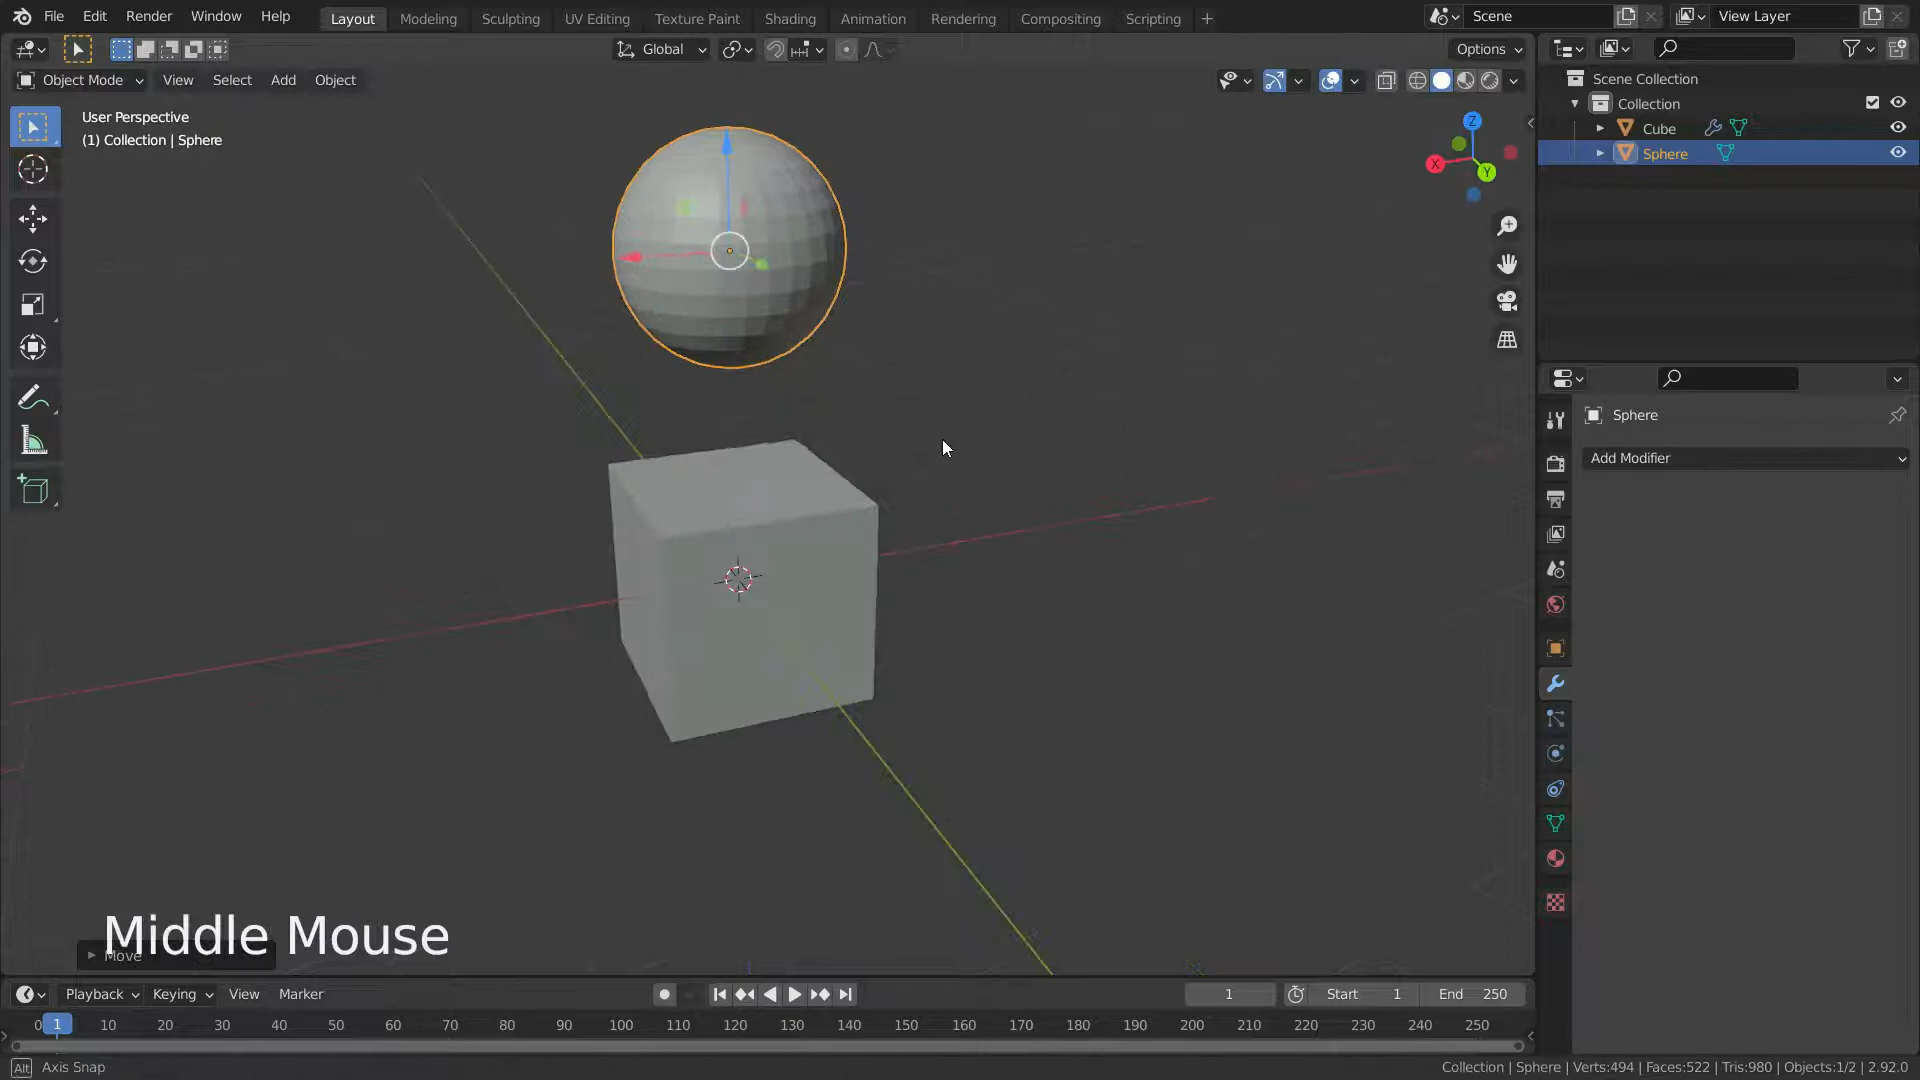 File Edit Render Window Help Layout Modeling Sculpting UV Editing Texture Paint Shading Animation Rendering Compositing Scripting + Scene View Layer
Global Options
Object Mode View Select Add Object
User Perspective
(1) Collection | Sphere
Z
X
Y
Scene Collection
Collection
Cube
Sphere
Sphere
Add Modifier
Middle Mouse
Move
Playback Keying View Marker 1 Start 1 End 250
0 1 10 20 30 40 50 60 70 80 90 100 110 120 130 140 150 160 170 180 190 200 210 220 230 240 250
Alt Axis Snap
Collection | Sphere | Verts:494 | Faces:522 | Tris:980 | Objects:1/2 | 2.92.0